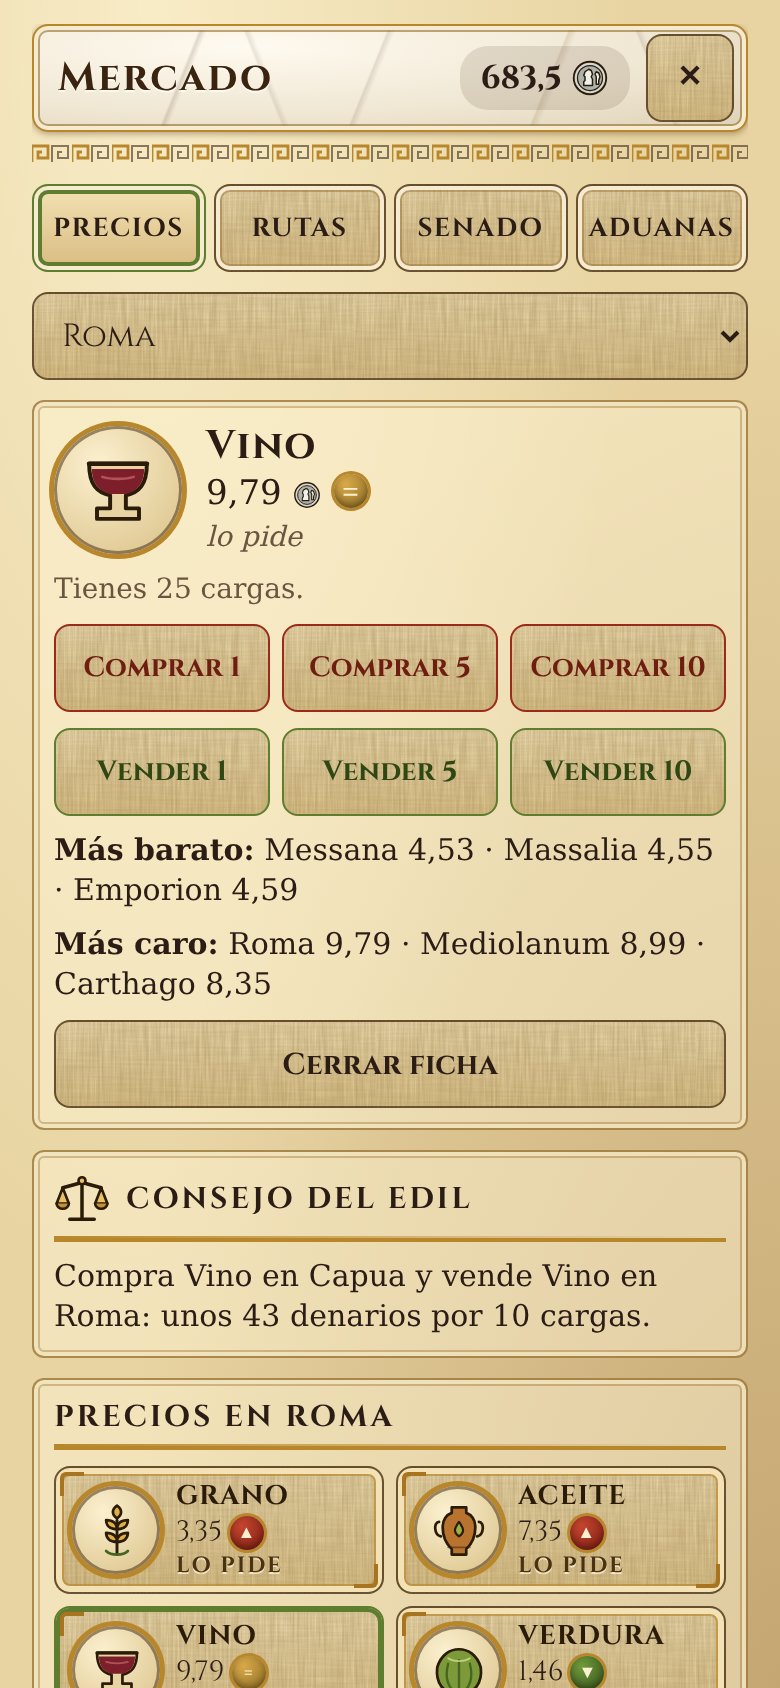 Mercado
683,5
×
PRECIOS
RUTAS
SENADO
ADUANAS
Roma
Vino
9,79 =
lo pide
Tienes 25 cargas.
Comprar 1
Comprar 5
Comprar 10
Vender 1
Vender 5
Vender 10
Más barato: Messana 4,53 · Massalia 4,55
· Emporion 4,59
Más caro: Roma 9,79 · Mediolanum 8,99 ·
Carthago 8,35
Cerrar ficha
CONSEJO DEL EDIL
Compra Vino en Capua y vende Vino en
Roma: unos 43 denarios por 10 cargas.
PRECIOS EN ROMA
GRANO
3,35 ▲
LO PIDE
ACEITE
7,35 ▲
LO PIDE
VINO
9,79 =
VERDURA
1,46 ▼